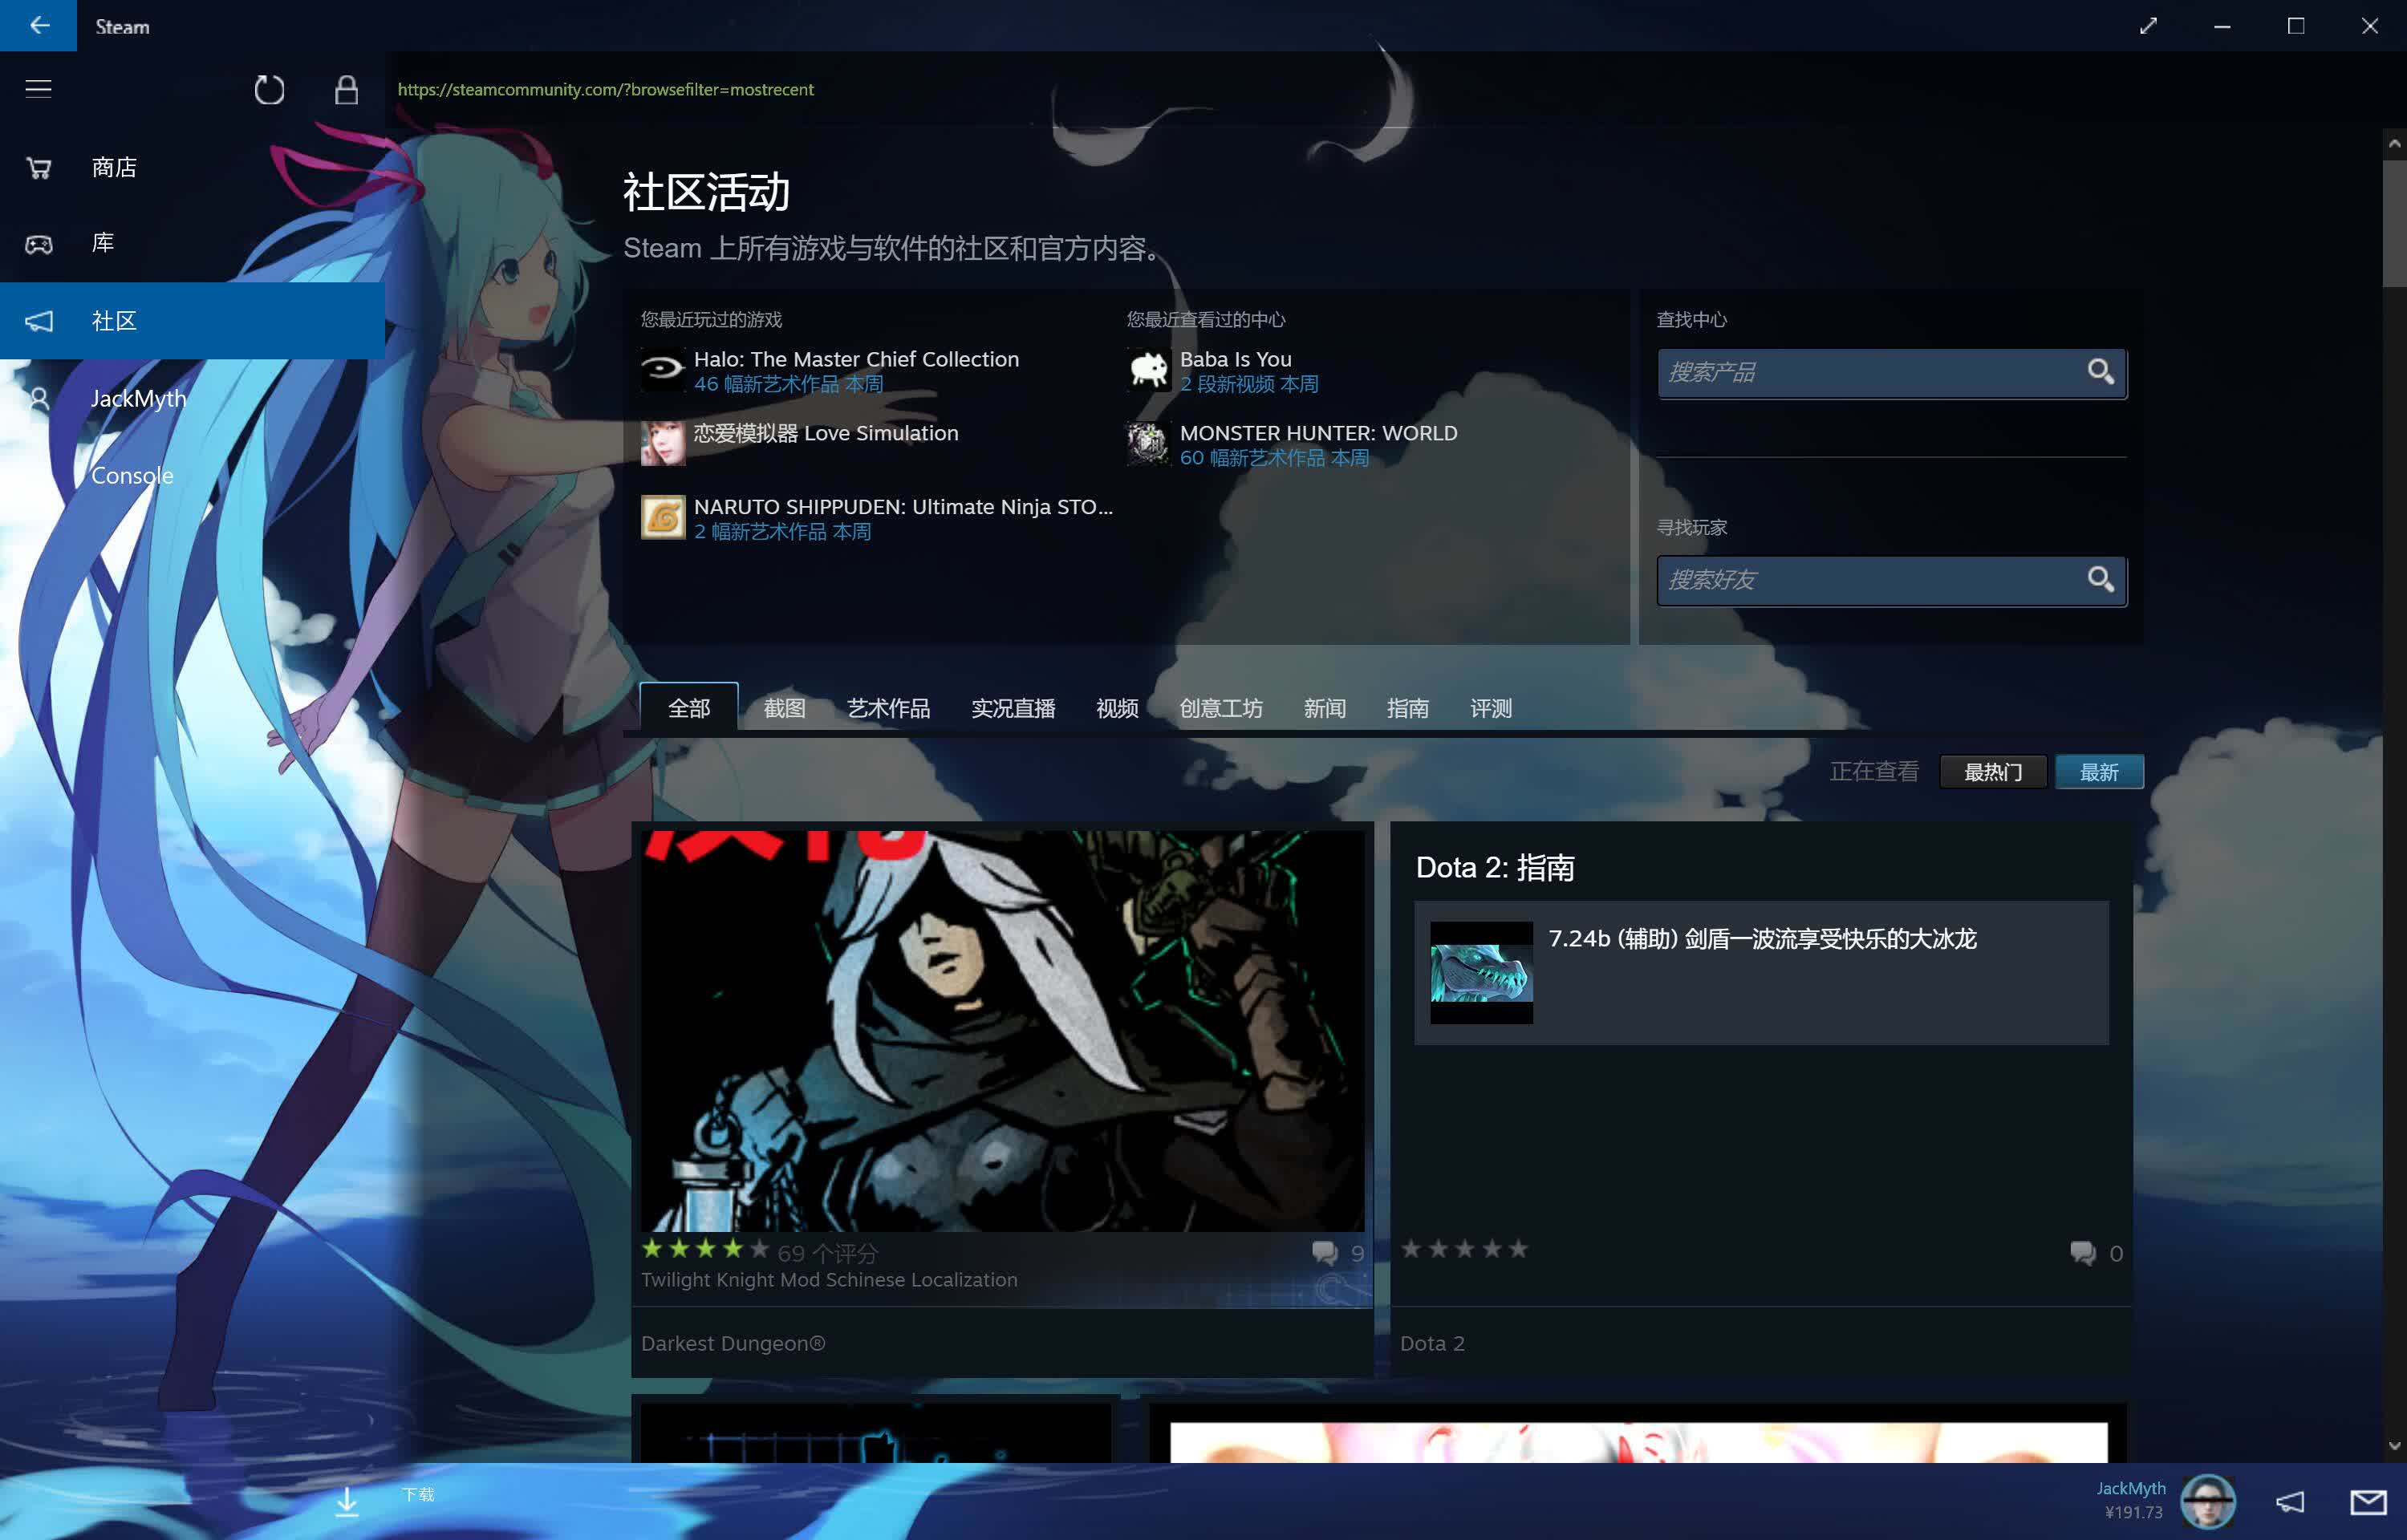 Steam
https://steamcommunity.com/?browsefilter=mostrecent
商店
库
社区
JackMyth
Console
社区活动
Steam 上所有游戏与软件的社区和官方内容。
您最近玩过的游戏
Halo: The Master Chief Collection
46 幅新艺术作品 本周
恋爱模拟器 Love Simulation
NARUTO SHIPPUDEN: Ultimate Ninja STO...
2 幅新艺术作品 本周
您最近查看过的中心
Baba Is You
2 段新视频 本周
MONSTER HUNTER: WORLD
60 幅新艺术作品 本周
查找中心
搜索产品
寻找玩家
搜索好友
全部 截图 艺术作品 实况直播 视频 创意工坊 新闻 指南 评测
正在查看 最热门 最新
69 个评分 9
Twilight Knight Mod Schinese Localization
Darkest Dungeon®
Dota 2: 指南
7.24b (辅助) 剑盾一波流享受快乐的大冰龙
0
Dota 2
下载
JackMyth
¥191.73